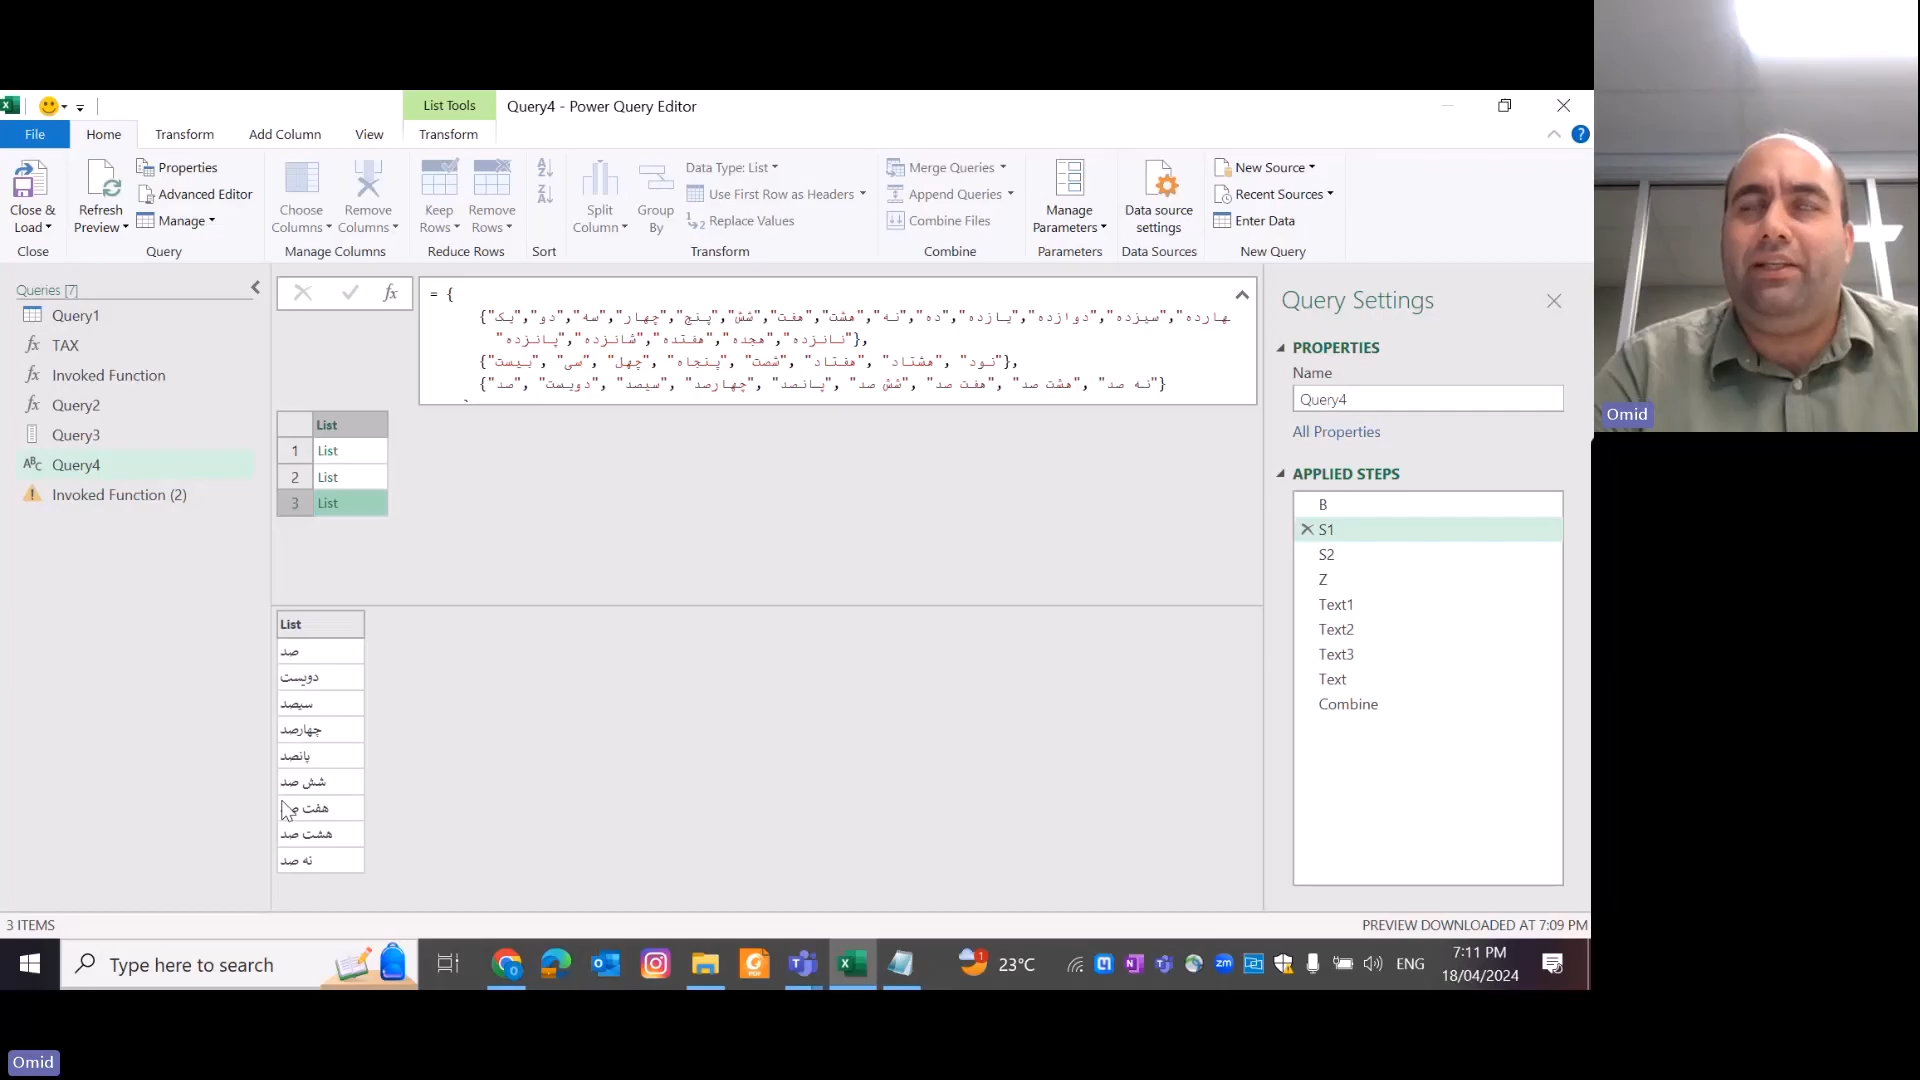 List Tools
Query4 - Power Query Editor
File
Home
Transform
Add Column
View
Transform
Close & Load
Refresh Preview
Properties
Advanced Editor
Manage
Choose Columns
Remove Columns
Keep Rows
Remove Rows
Split Column
Group By
Data Type: List
Use First Row as Headers
Replace Values
Merge Queries
Append Queries
Combine Files
Manage Parameters
Data source settings
New Source
Recent Sources
Enter Data
Close
Query
Manage Columns
Reduce Rows
Sort
Transform
Combine
Parameters
Data Sources
New Query
Queries [7]
Query1
fx TAX
fx Invoked Function
fx Query2
Query3
ABC Query4
Invoked Function (2)
fx
= {
{"یک","دو","سه","چهار","پنج","شش","هفت","هشت","نه","ده","یازده","دوازده","سیزده","چهارده
"پانزده","شانزده","هفتده","هجده","نانزده"},
{"بیست", "سی", "چهل", "پنجاه", "شصت", "هفتاد", "هشتاد", "نود"},
{"صد", "دویست", "سیصد", "چهارصد", "پانصد", "شش صد", "هفت صد", "هشت صد", "نه صد"}
List
1 List
2 List
3 List
List
صد
دویست
سیصد
چهارصد
پانصد
شش صد
هفت صد
هشت صد
نه صد
Query Settings
PROPERTIES
Name
Query4
All Properties
APPLIED STEPS
B
S1
S2
Z
Text1
Text2
Text3
Text
Combine
3 ITEMS
PREVIEW DOWNLOADED AT 7:09 PM
Type here to search
23°C
ENG
7:11 PM
18/04/2024
Omid
Omid